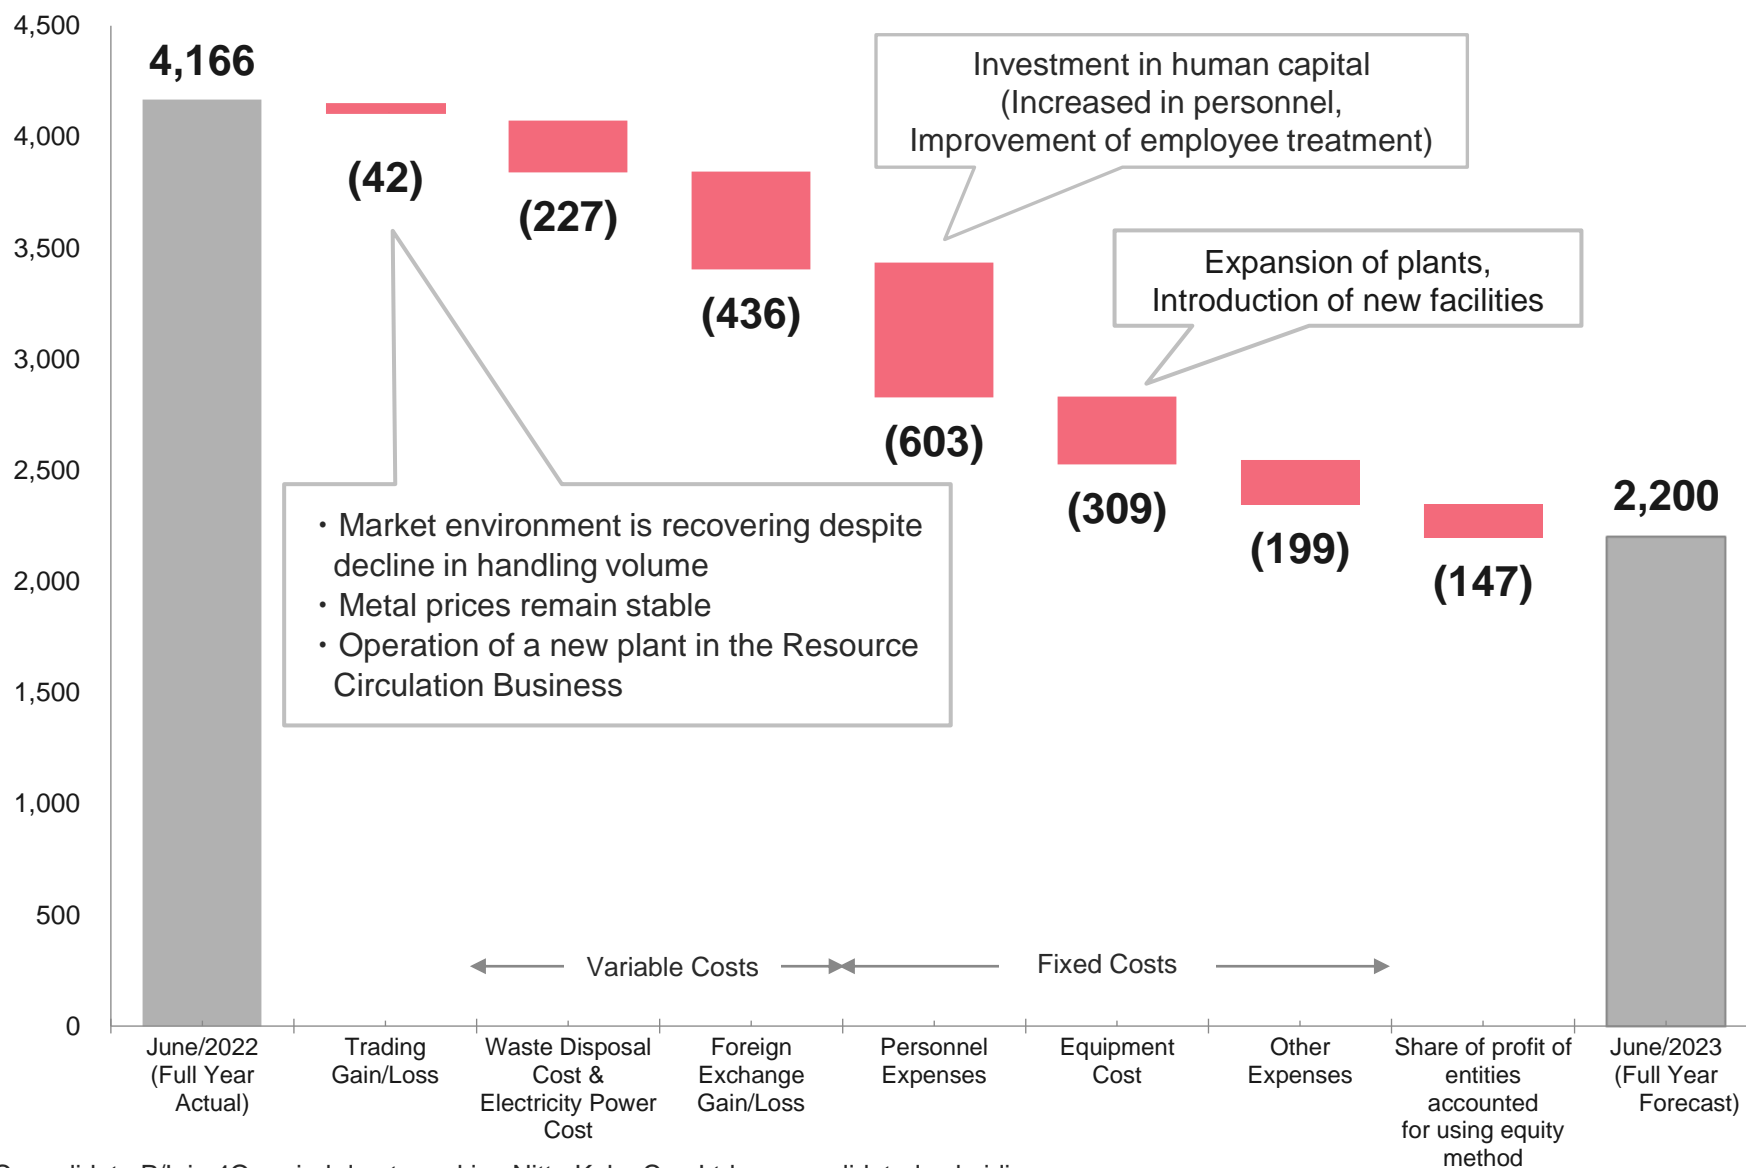 4,500
4,000
3,500
3,000
2,500
2,000
1,500
1,000
500
0
4,166
(42)
(227)
(436)
(603)
(309)
(199)
(147)
2,200
Investment in human capital
(Increased in personnel,
Improvement of employee treatment)
Expansion of plants,
Introduction of new facilities
・Market environment is recovering despite
decline in handling volume
・Metal prices remain stable
・Operation of a new plant in the Resource
Circulation Business
Variable Costs
Fixed Costs
June/2022
(Full Year
Actual)
Trading
Gain/Loss
Waste Disposal
Cost &
Electricity Power
Cost
Foreign
Exchange
Gain/Loss
Personnel
Expenses
Equipment
Cost
Other
Expenses
Share of profit of
entities
accounted
for using equity
method
June/2023
(Full Year
Forecast)